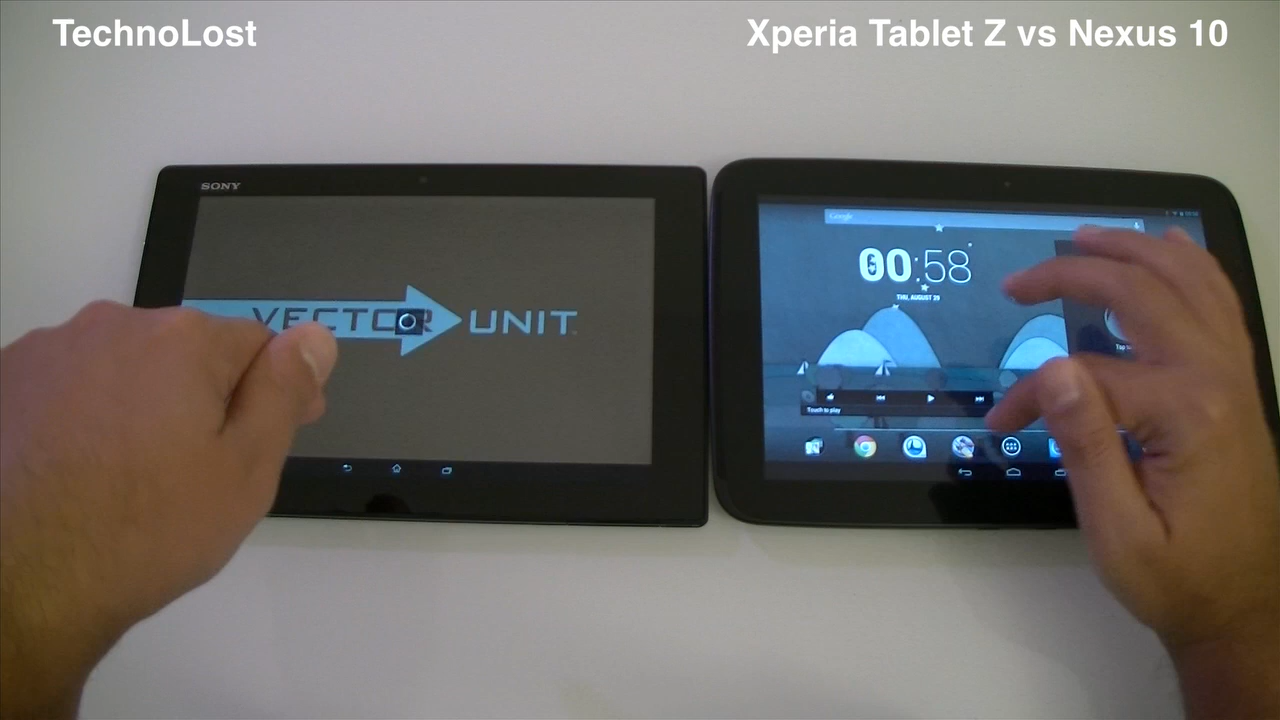 TechnoLost
Xperia Tablet Z vs Nexus 10
SONY
VECTOR UNIT
Google
00:58
THU, AUGUST 29
Touch to play